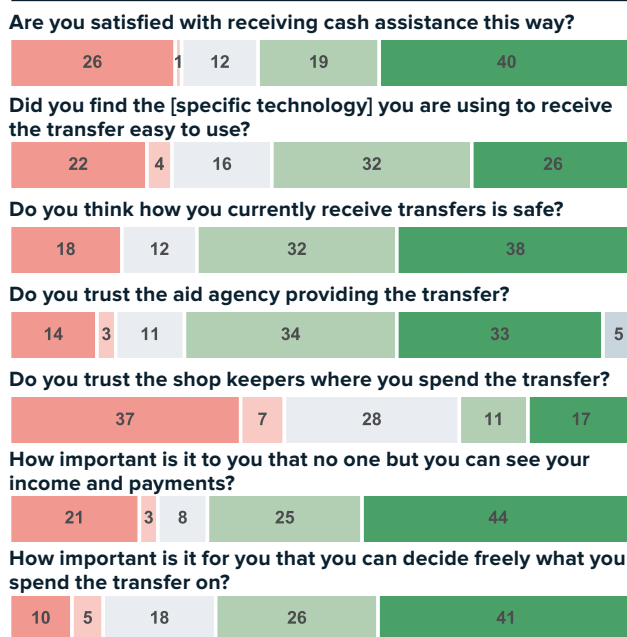 Are you satisfied with receiving cash assistance this way?
26 1 12 19 40
Did you find the [specific technology] you are using to receive
the transfer easy to use?
22 4 16 32 26
Do you think how you currently receive transfers is safe?
18 12 32 38
Do you trust the aid agency providing the transfer?
14 3 11 34 33 5
Do you trust the shop keepers where you spend the transfer?
37 7 28 11 17
How important is it to you that no one but you can see your
income and payments?
21 3 8 25 44
How important is it for you that you can decide freely what you
spend the transfer on?
10 5 18 26 41